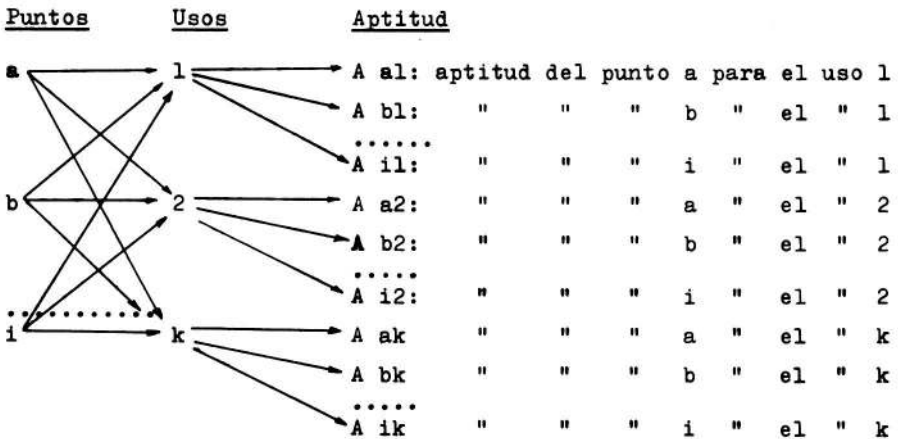 Puntos Usos Aptitud
a 1 A a1: aptitud del punto a para el uso 1
A b1: " " " b " el " 1
......
A i1: " " " i " el " 1
b 2 A a2: " " " a " el " 2
A b2: " " " b " el " 2
.....
A i2: " " " i " el " 2
..............
i k A ak " " " a " el " k
A bk " " " b " el " k
.....
A ik " " " i " el " k